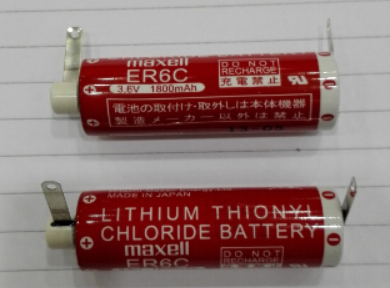 maxell
ER6C
3.6V 1800mAh
DO NOT
RECHARGE
充電禁止
電池の取付け・取外しは本体機器
製造メーカー以外は禁止
MADE IN JAPAN
LITHIUM THIONYL
CHLORIDE BATTERY
maxell
ER6C
DO NOT
RECHARGE